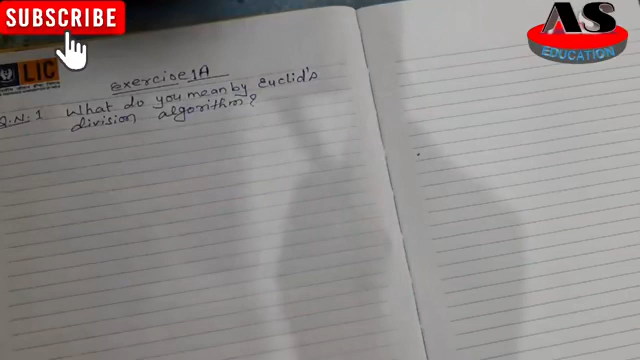 SUBSCRIBE
AS
EDUCATION
LIC
Exercise 1A
Q.N. 1 What do you mean by Euclid's
division algorithm?